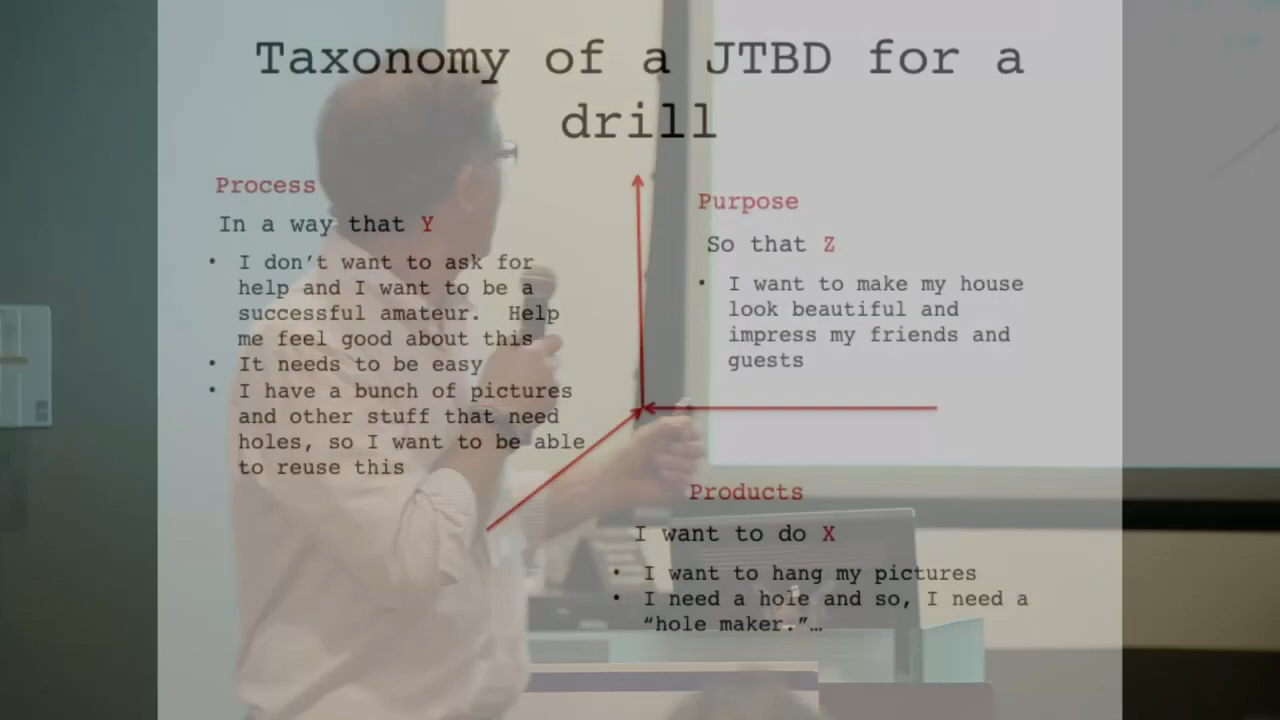 Taxonomy of a JTBD for a
drill
Process
In a way that Y
• I don’t want to ask for
help and I want to be a
successful amateur.  Help
me feel good about this
• It needs to be easy
• I have a bunch of pictures
and other stuff that need
holes, so I want to be able
to reuse this
Purpose
So that Z
• I want to make my house
look beautiful and
impress my friends and
guests
Products
I want to do X
• I want to hang my pictures
• I need a hole and so, I need a
“hole maker.”…